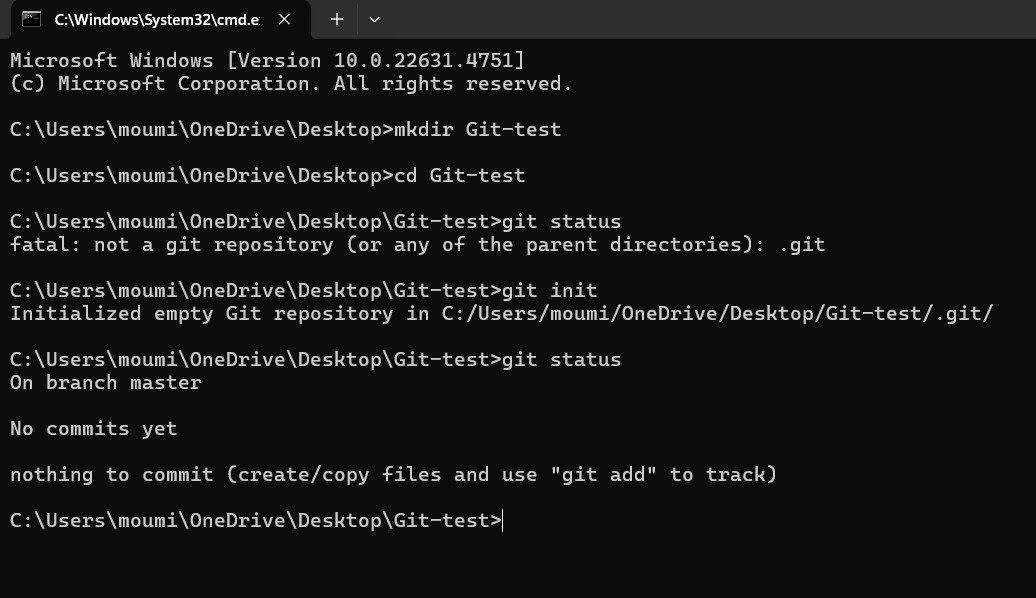 C:\Windows\System32\cmd.e
Microsoft Windows [Version 10.0.22631.4751]
(c) Microsoft Corporation. All rights reserved.
C:\Users\moumi\OneDrive\Desktop>mkdir Git-test
C:\Users\moumi\OneDrive\Desktop>cd Git-test
C:\Users\moumi\OneDrive\Desktop\Git-test>git status
fatal: not a git repository (or any of the parent directories): .git
C:\Users\moumi\OneDrive\Desktop\Git-test>git init
Initialized empty Git repository in C:/Users/moumi/OneDrive/Desktop/Git-test/.git/
C:\Users\moumi\OneDrive\Desktop\Git-test>git status
On branch master
No commits yet
nothing to commit (create/copy files and use "git add" to track)
C:\Users\moumi\OneDrive\Desktop\Git-test>